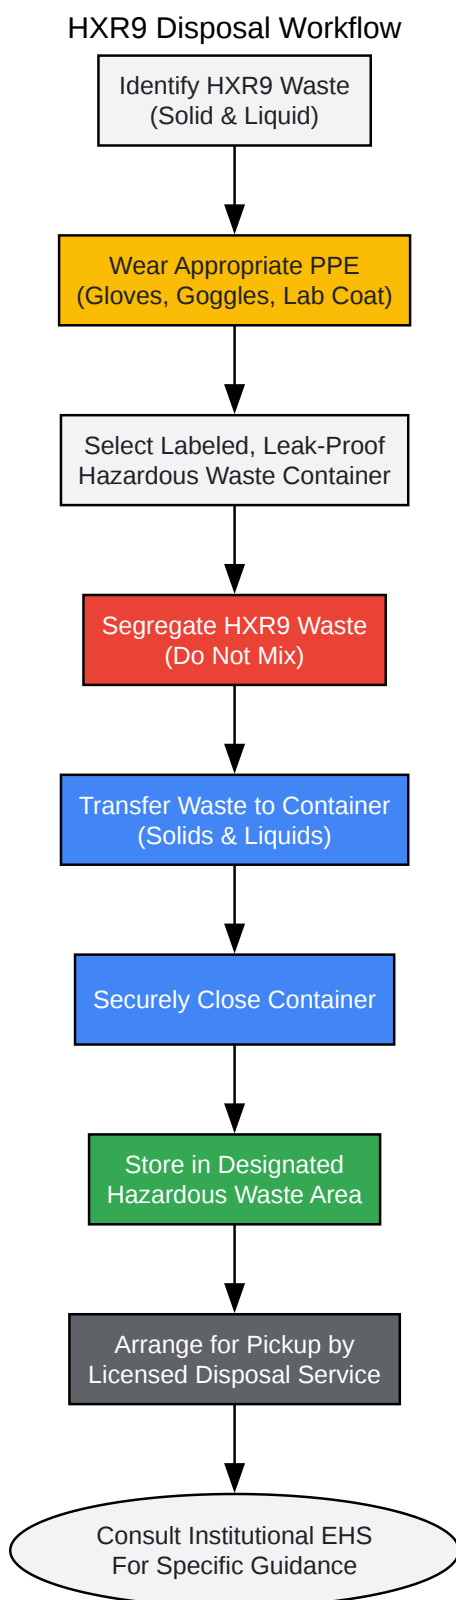 HXR9 Disposal Workflow
Identify HXR9 Waste
(Solid & Liquid)
Wear Appropriate PPE
(Gloves, Goggles, Lab Coat)
Select Labeled, Leak-Proof
Hazardous Waste Container
Segregate HXR9 Waste
(Do Not Mix)
Transfer Waste to Container
(Solids & Liquids)
Securely Close Container
Store in Designated
Hazardous Waste Area
Arrange for Pickup by
Licensed Disposal Service
Consult Institutional EHS
For Specific Guidance